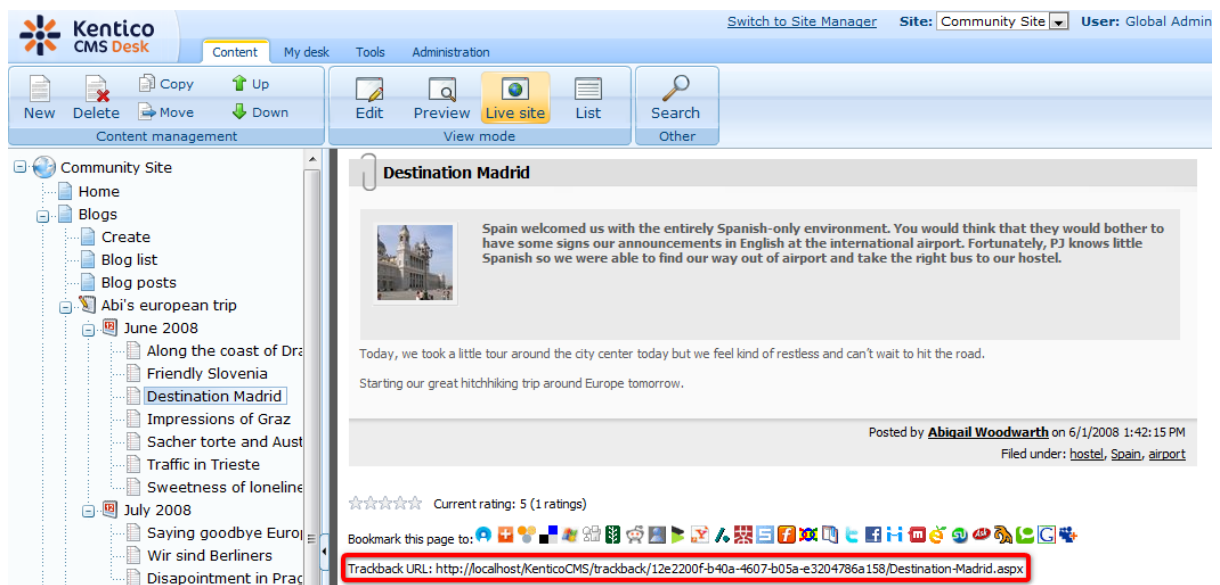 Kentico
CMS Desk
Switch to Site Manager Site: Community Site User: Global Admin
Content My desk Tools Administration
New Delete Copy Move Up Down
Content management
Edit Preview Live site List
View mode
Search
Other
Community Site
Home
Blogs
Create
Blog list
Blog posts
Abi's european trip
June 2008
Along the coast of Dra
Friendly Slovenia
Destination Madrid
Impressions of Graz
Sacher torte and Aust
Traffic in Trieste
Sweetness of loneline
July 2008
Saying goodbye Euro
Wir sind Berliners
Disapointment in Prag
Destination Madrid
Spain welcomed us with the entirely Spanish-only environment. You would think that they would bother to
have some signs our announcements in English at the international airport. Fortunately, PJ knows little
Spanish so we were able to find our way out of airport and take the right bus to our hostel.
Today, we took a little tour around the city center today but we feel kind of restless and can't wait to hit the road.
Starting our great hitchhiking trip around Europe tomorrow.
Posted by Abigail Woodwarth on 6/1/2008 1:42:15 PM
Filed under: hostel, Spain, airport
Current rating: 5 (1 ratings)
Bookmark this page to:
Trackback URL: http://localhost/KenticoCMS/trackback/12e2200f-b40a-4607-b05a-e3204786a158/Destination-Madrid.aspx